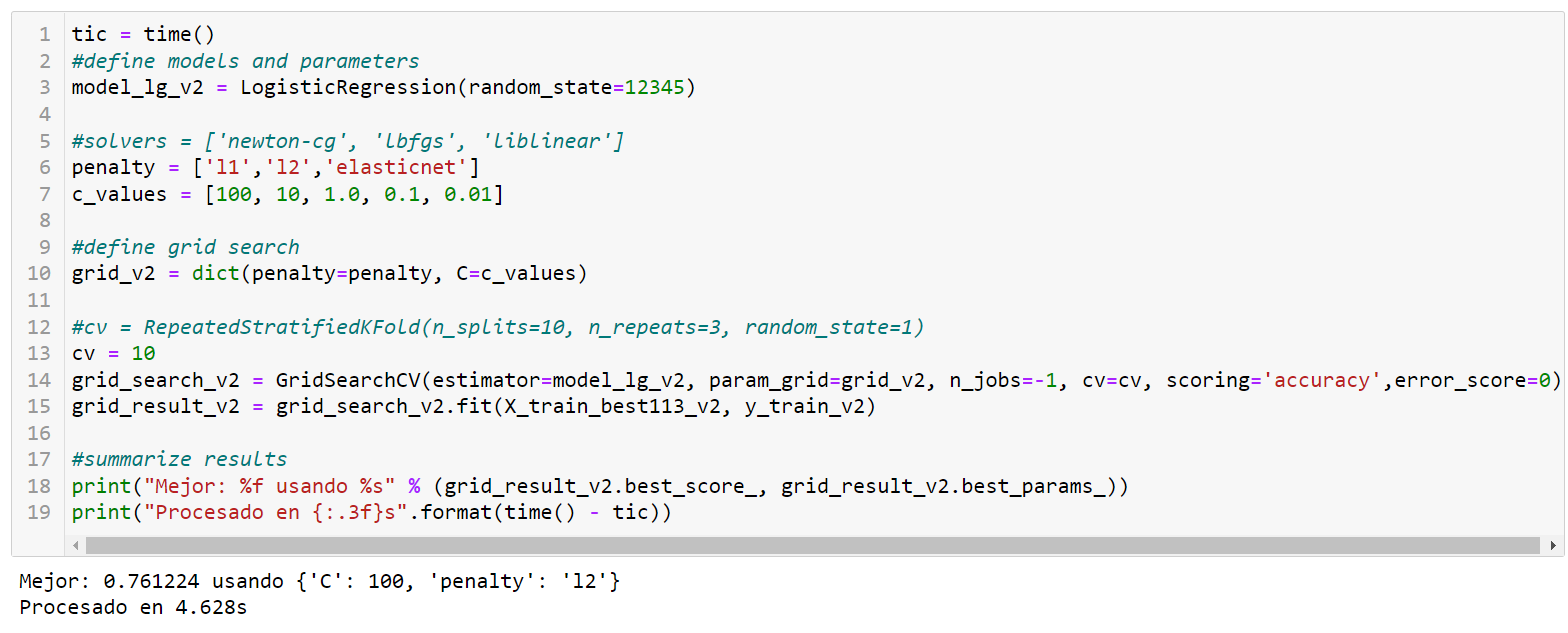 1 tic = time()
2 #define models and parameters
3 model_lg_v2 = LogisticRegression(random_state=12345)
4
5 #solvers = ['newton-cg', 'lbfgs', 'liblinear']
6 penalty = ['l1','l2','elasticnet']
7 c_values = [100, 10, 1.0, 0.1, 0.01]
8
9 #define grid search
10 grid_v2 = dict(penalty=penalty, C=c_values)
11
12 #cv = RepeatedStratifiedKFold(n_splits=10, n_repeats=3, random_state=1)
13 cv = 10
14 grid_search_v2 = GridSearchCV(estimator=model_lg_v2, param_grid=grid_v2, n_jobs=-1, cv=cv, scoring='accuracy',error_score=0)
15 grid_result_v2 = grid_search_v2.fit(X_train_best113_v2, y_train_v2)
16
17 #summarize results
18 print("Mejor: %f usando %s" % (grid_result_v2.best_score_, grid_result_v2.best_params_))
19 print("Procesado en {:.3f}s".format(time() - tic))
Mejor: 0.761224 usando {'C': 100, 'penalty': 'l2'}
Procesado en 4.628s